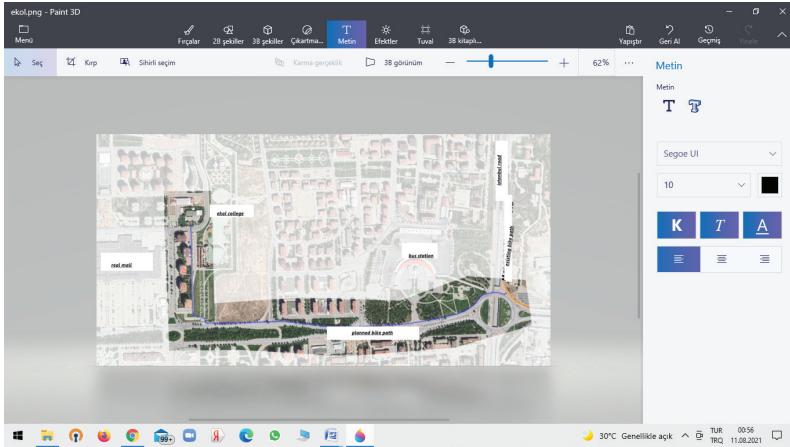 ekol.png - Paint 3D
Menü
Fırçalar
2B şekiller
3B şekiller
Çıkartma...
Metin
Efektler
Tuval
3B kitaplı...
Yapıştır
Geri Al
Geçmiş
Yinele
Seç
Kırp
Sihirli seçim
Karma gerçeklik
3B görünüm
62%
Metin
Metin
Segoe UI
10
K
T
A
istanbul road
ekol college
existing bike path
bus station
real mall
planned bike path
99+
30°C Genellikle açık
TUR
TRQ
00:56
11.08.2021